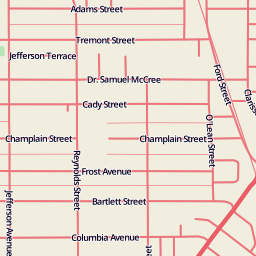 Adams Street
Tremont Street
Jefferson Terrace
Ford Street
Dr. Samuel McCree
Cady Street
O'Lean Street
Champlain Street
Champlain Street
Reynolds Street
Frost Avenue
Jefferson Avenue
Bartlett Street
Columbia Avenue